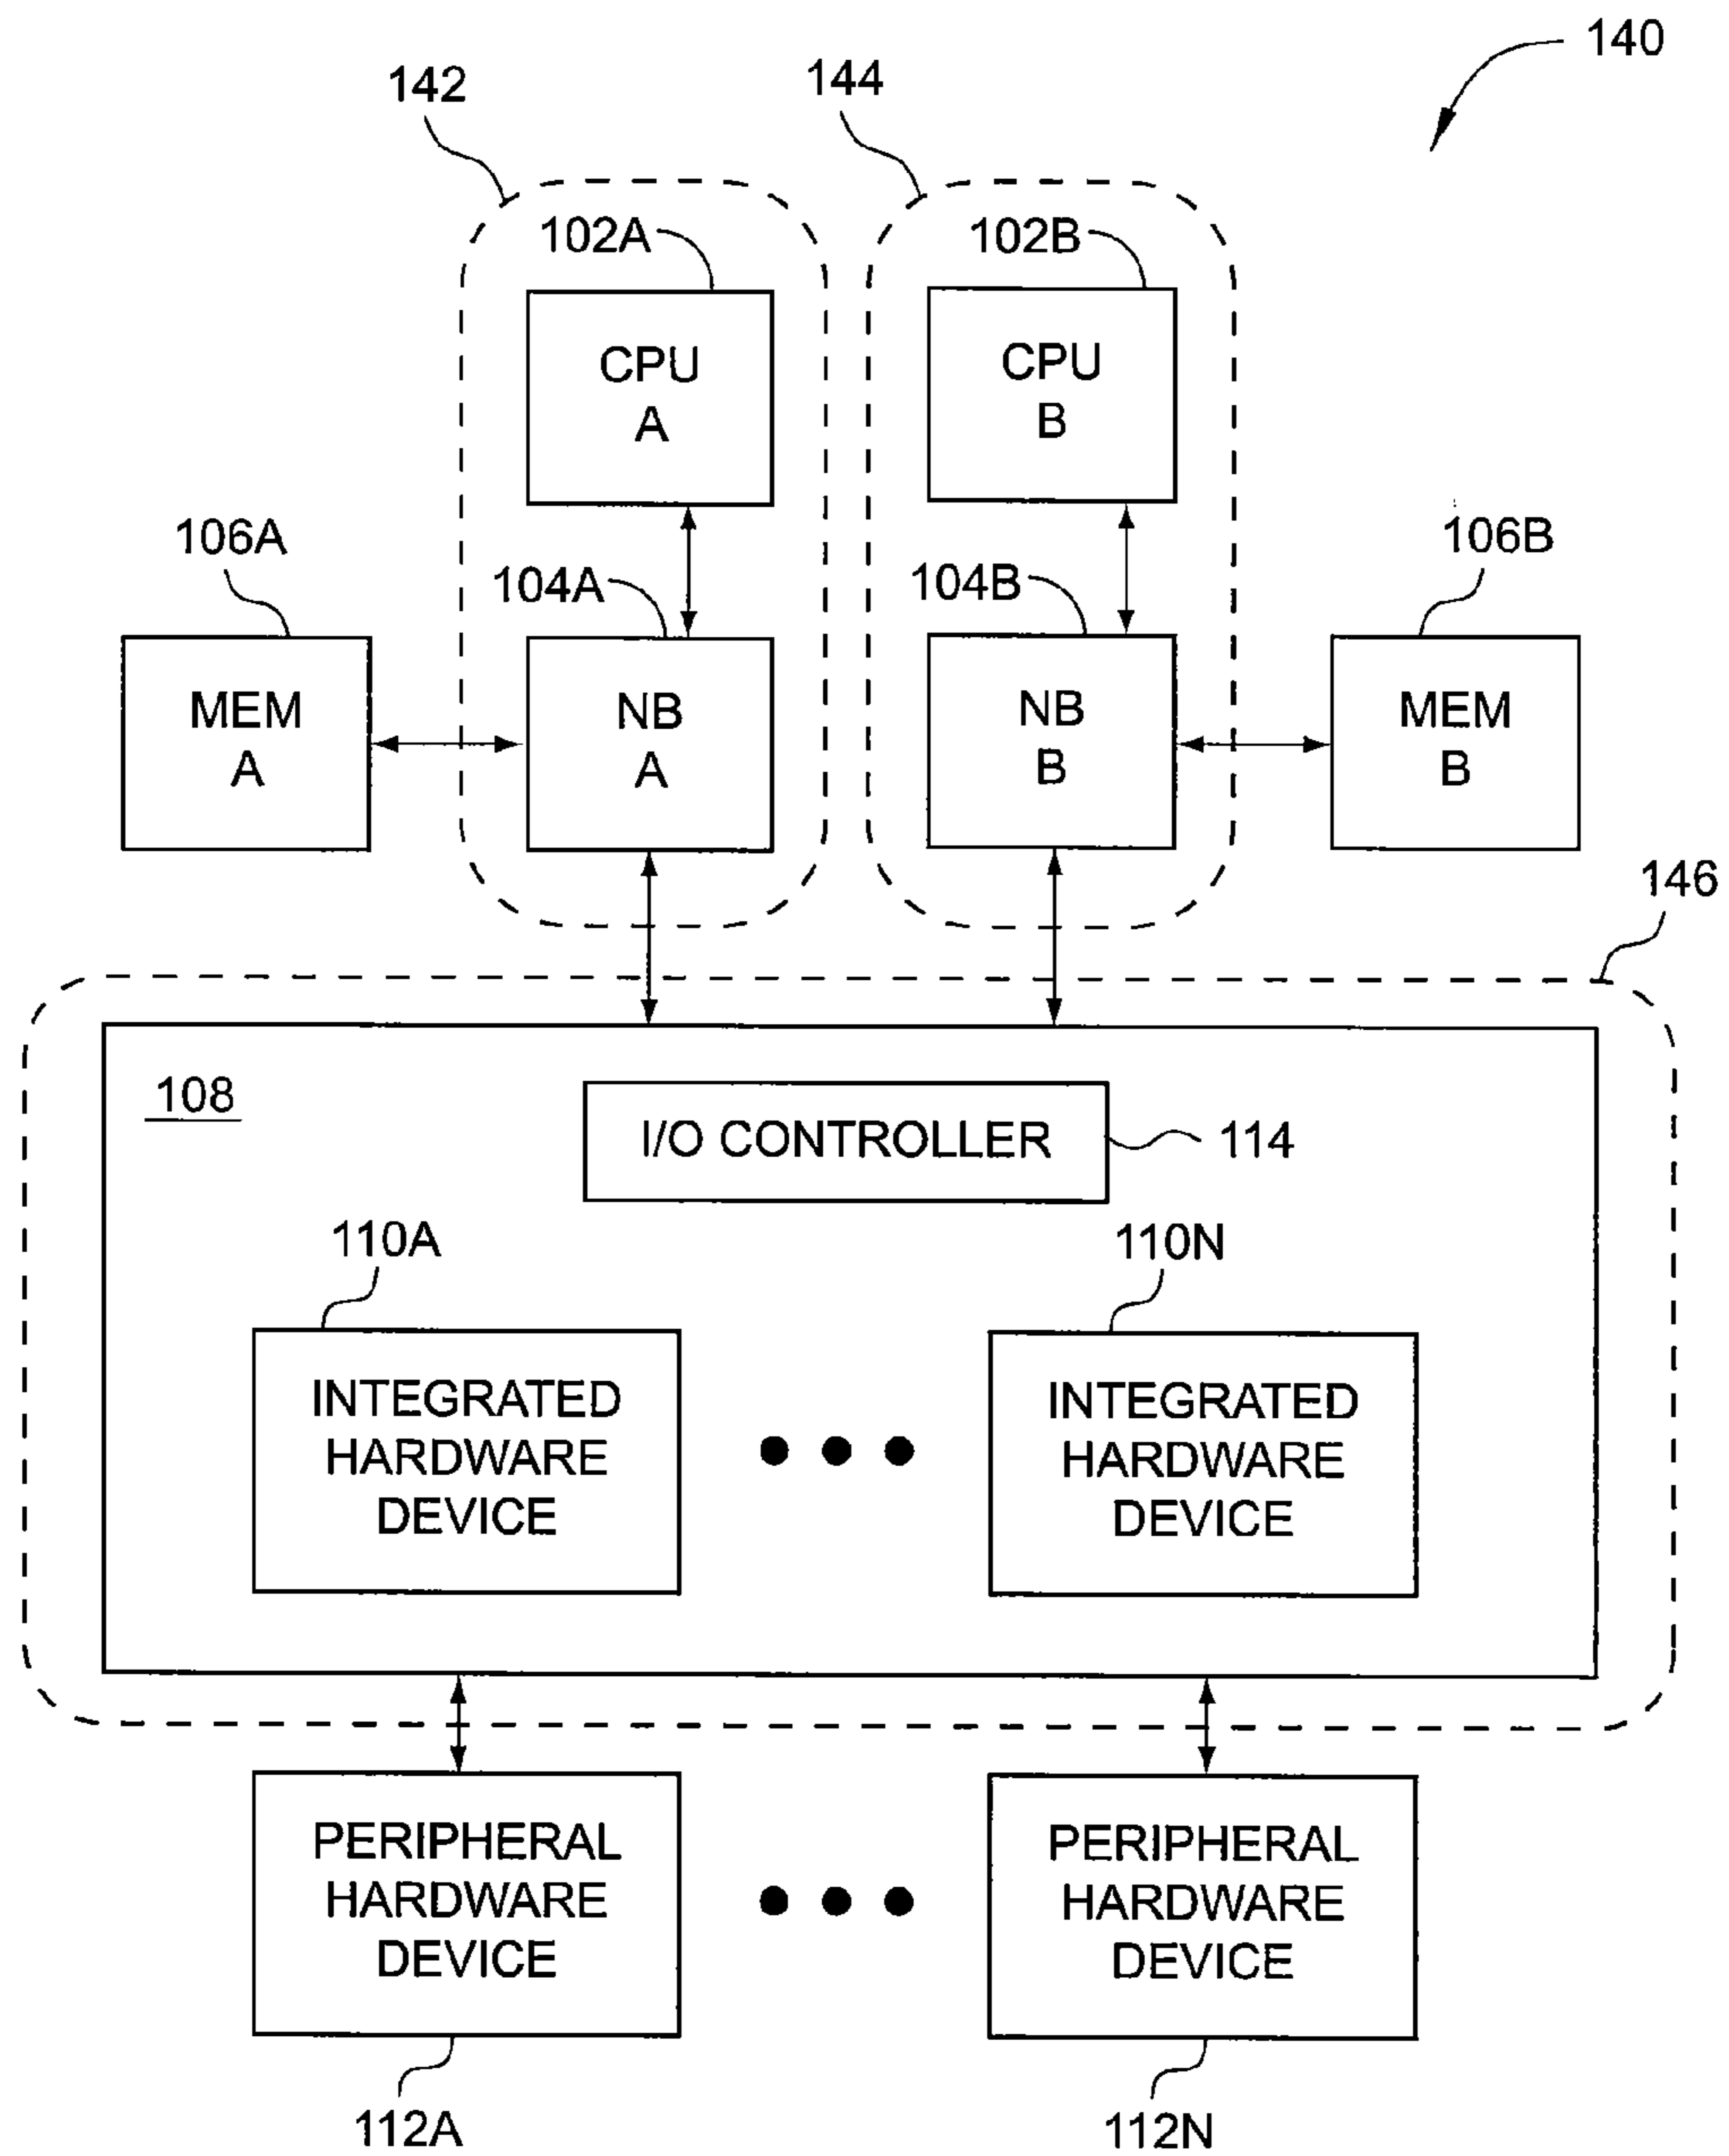 140
142
144
102A
102B
CPU
A
CPU
B
106A
106B
104A
104B
MEM
A
NB
A
NB
B
MEM
B
146
108
I/O CONTROLLER
114
110A
110N
INTEGRATED
HARDWARE
DEVICE
INTEGRATED
HARDWARE
DEVICE
PERIPHERAL
HARDWARE
DEVICE
PERIPHERAL
HARDWARE
DEVICE
112A
112N